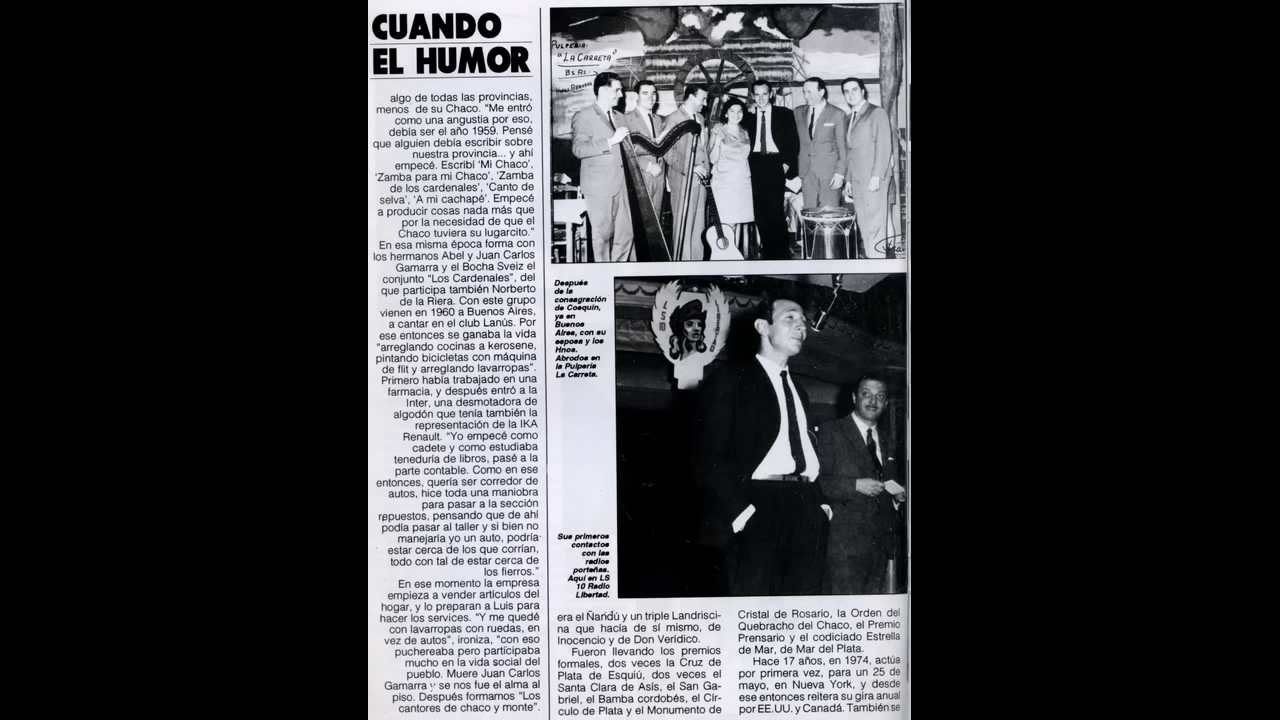 CUANDO
EL HUMOR
algo de todas las provincias,
menos de su Chaco. “Me entró
como una angustia por eso,
debía ser el año 1959. Pensé
que alguien debía escribir sobre
nuestra provincia... y ahí
empecé. Escribí ‘Mi Chaco’,
‘Zamba para mi Chaco’, ‘Zamba
de los cardenales’, ‘Canto de
selva’, ‘A mi cachapé’. Empecé
a producir cosas nada más que
por la necesidad de que el
Chaco tuviera su lugarcito.”
En esa misma época forma con
los hermanos Abel y Juan Carlos
Gamarra y el Bocha Sveiz el
conjunto “Los Cardenales”, del
que participa también Norberto
de la Riera. Con este grupo
vienen en 1960 a Buenos Aires,
a cantar en el club Lanús. Por
ese entonces se ganaba la vida
“arreglando cocinas a kerosene,
pintando bicicletas con máquina
de flit y arreglando lavarropas”.
Primero había trabajado en una
farmacia, y después entró a la
Inter, una desmotadora de
algodón que tenía también la
representación de la IKA
Renault. “Yo empecé como
cadete y como estudiaba
teneduría de libros, pasé a la
parte contable. Como en ese
entonces, quería ser corredor de
autos, hice toda una maniobra
para pasar a la sección
repuestos, pensando que de ahí
podía pasar al taller y si bien no
manejaría yo un auto, podría
estar cerca de los que corrían,
todo con tal de estar cerca de
los fierros.”
En ese momento la empresa
empieza a vender artículos del
hogar, y lo preparan a Luis para
hacer los services. “Y me quedé
con lavarropas con ruedas, en
vez de autos”, ironiza, “con eso
puchereaba pero participaba
mucho en la vida social del
pueblo. Muere Juan Carlos
Gamarra y se nos fue el alma al
piso. Después formamos “Los
cantores de chaco y monte”.
PULPERIA
"LA CARRETA"
BS.AS.
Después
de la
consagración
de Cosquín,
ya en
Buenos
Aires, con su
esposa y los
Hnos.
Abrodos en
la Pulpería
La Carreta.
LS
10
Sus primeros
contactos
con las
radios
porteñas.
Aquí en LS
10 Radio
Libertad.
era el Ñandú y un triple Landrisci-
na que hacía de sí mismo, de
Inocencio y de Don Verídico.
Fueron llevando los premios
formales, dos veces la Cruz de
Plata de Esquiú, dos veces el
Santa Clara de Asís, el San Ga-
briel, el Bamba cordobés, el Cír-
culo de Plata y el Monumento de
Cristal de Rosario, la Orden del
Quebracho del Chaco, el Premio
Prensario y el codiciado Estrella
de Mar, de Mar del Plata.
Hace 17 años, en 1974, actúa
por primera vez, para un 25 de
mayo, en Nueva York, y desde
ese entonces reitera su gira anual
por EE.UU. y Canadá. También se